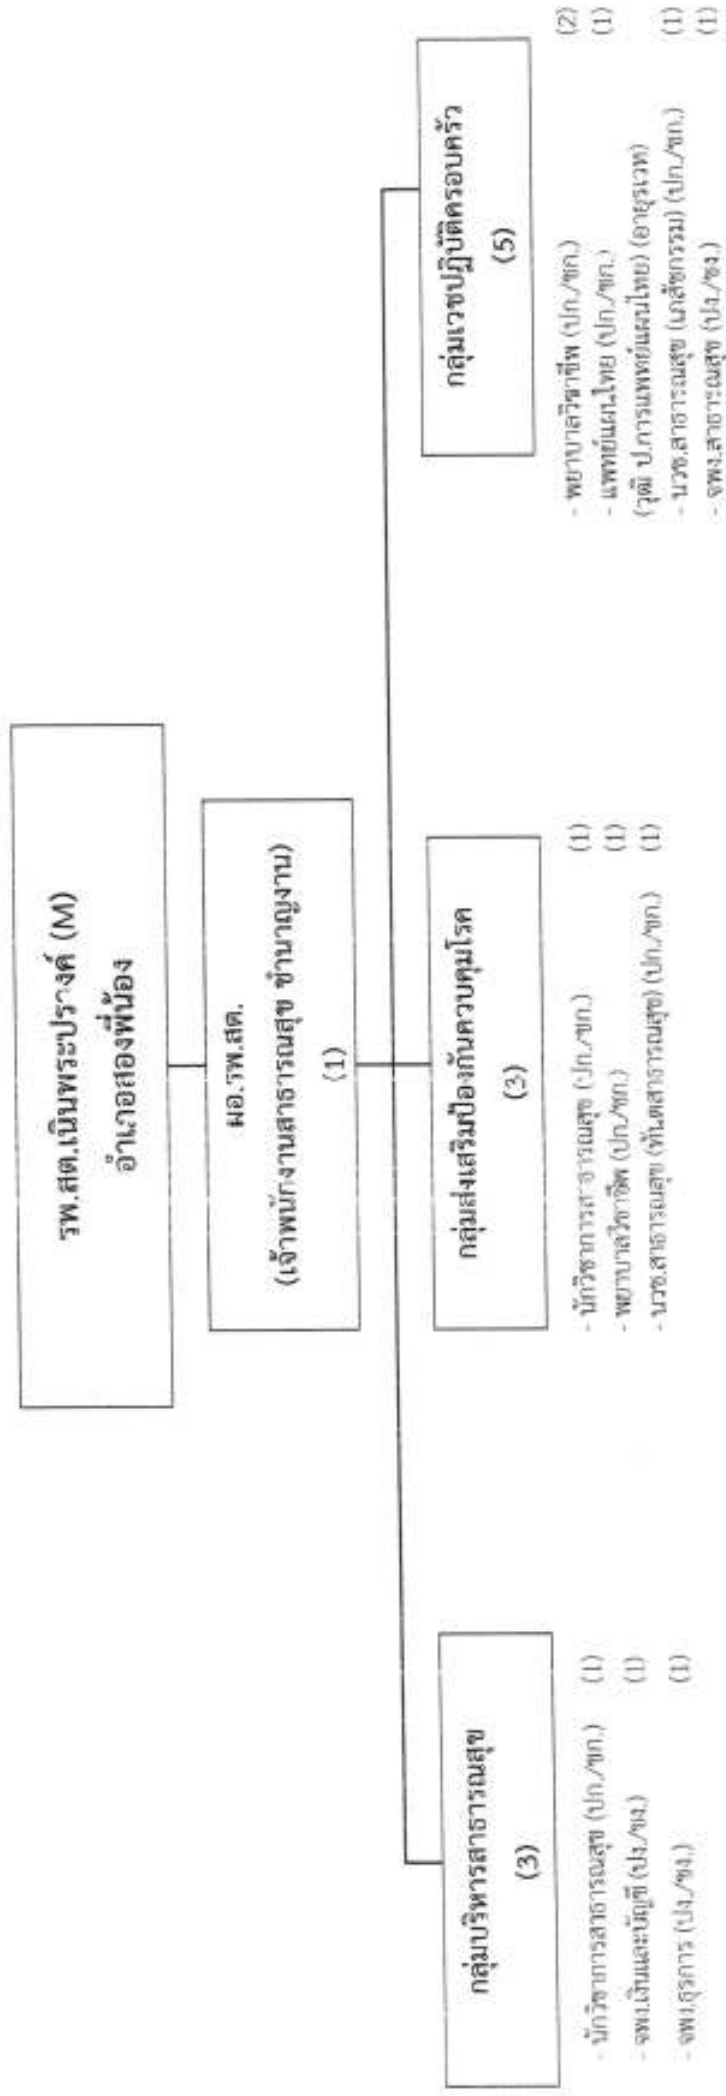 รพ.สต.เนินพระปรางค์ (M)
อำเภอสองพี่น้อง
ผอ.รพ.สต.
(เจ้าพนักงานสาธารณสุข ชำนาญงาน)
(1)
กลุ่มบริหารสาธารณสุข
(3)
- นักวิชาการสาธารณสุข (ปก./ชก.) (1)
- จพง.เงินและบัญชี (ปง./ชง.) (1)
- จพง.ธุรการ (ปง./ชง.) (1)
กลุ่มส่งเสริมป้องกันควบคุมโรค
(3)
- นักวิชาการสาธารณสุข (ปก./ชก.) (1)
- พยาบาลวิชาชีพ (ปก./ชก.) (1)
- นวช.สาธารณสุข (ทันตสาธารณสุข) (ปก./ชก.) (1)
กลุ่มเวชปฏิบัติครอบครัว
(5)
- พยาบาลวิชาชีพ (ปก./ชก.) (2)
- แพทย์แผนไทย (ปก./ชก.) (1)
(วุฒิ ป.การแพทย์แผนไทย) (อายุรเวท)
- นวช.สาธารณสุข (เภสัชกรรม) (ปก./ชก.) (1)
- จพง.สาธารณสุข (ปง./ชง.) (1)